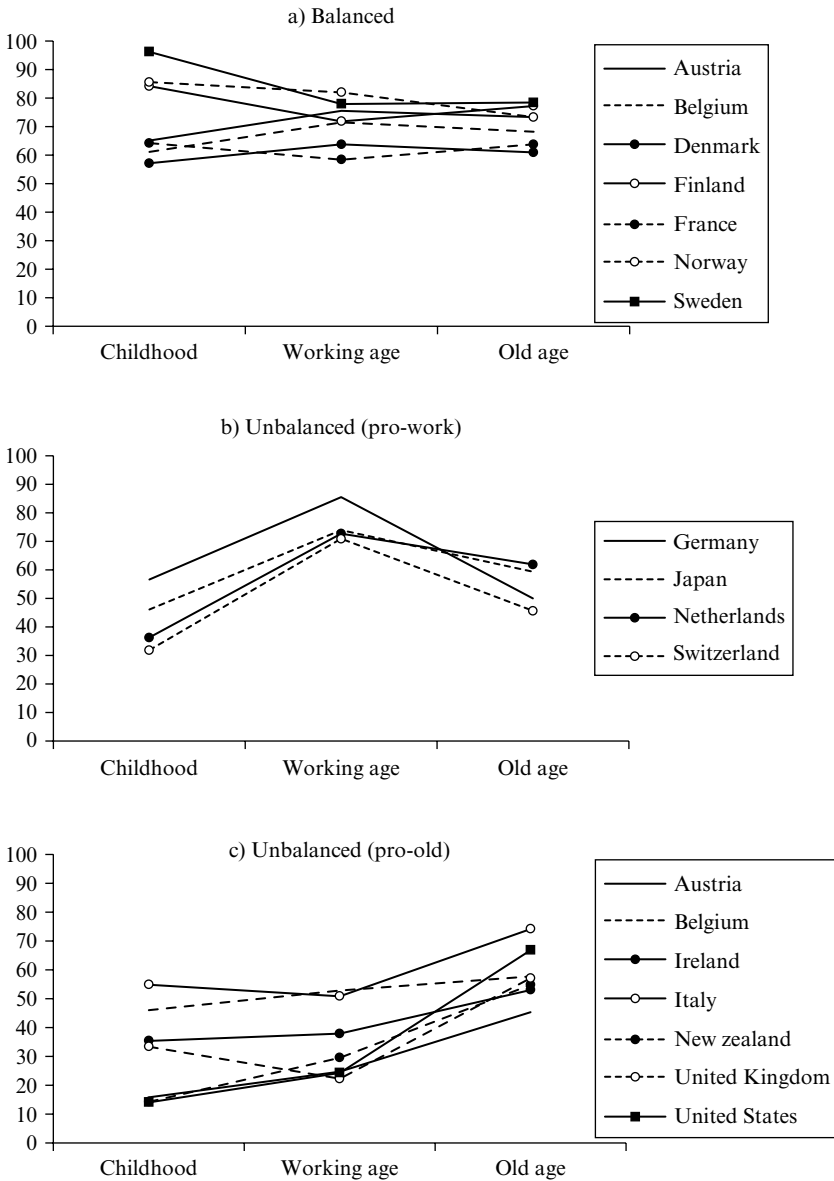 a) Balanced
100
90
80
70
60
50
40
30
20
10
0
Childhood Working age Old age
Austria
Belgium
Denmark
Finland
France
Norway
Sweden
b) Unbalanced (pro-work)
100
90
80
70
60
50
40
30
20
10
0
Childhood Working age Old age
Germany
Japan
Netherlands
Switzerland
c) Unbalanced (pro-old)
100
90
80
70
60
50
40
30
20
10
0
Childhood Working age Old age
Austria
Belgium
Ireland
Italy
New zealand
United Kingdom
United States